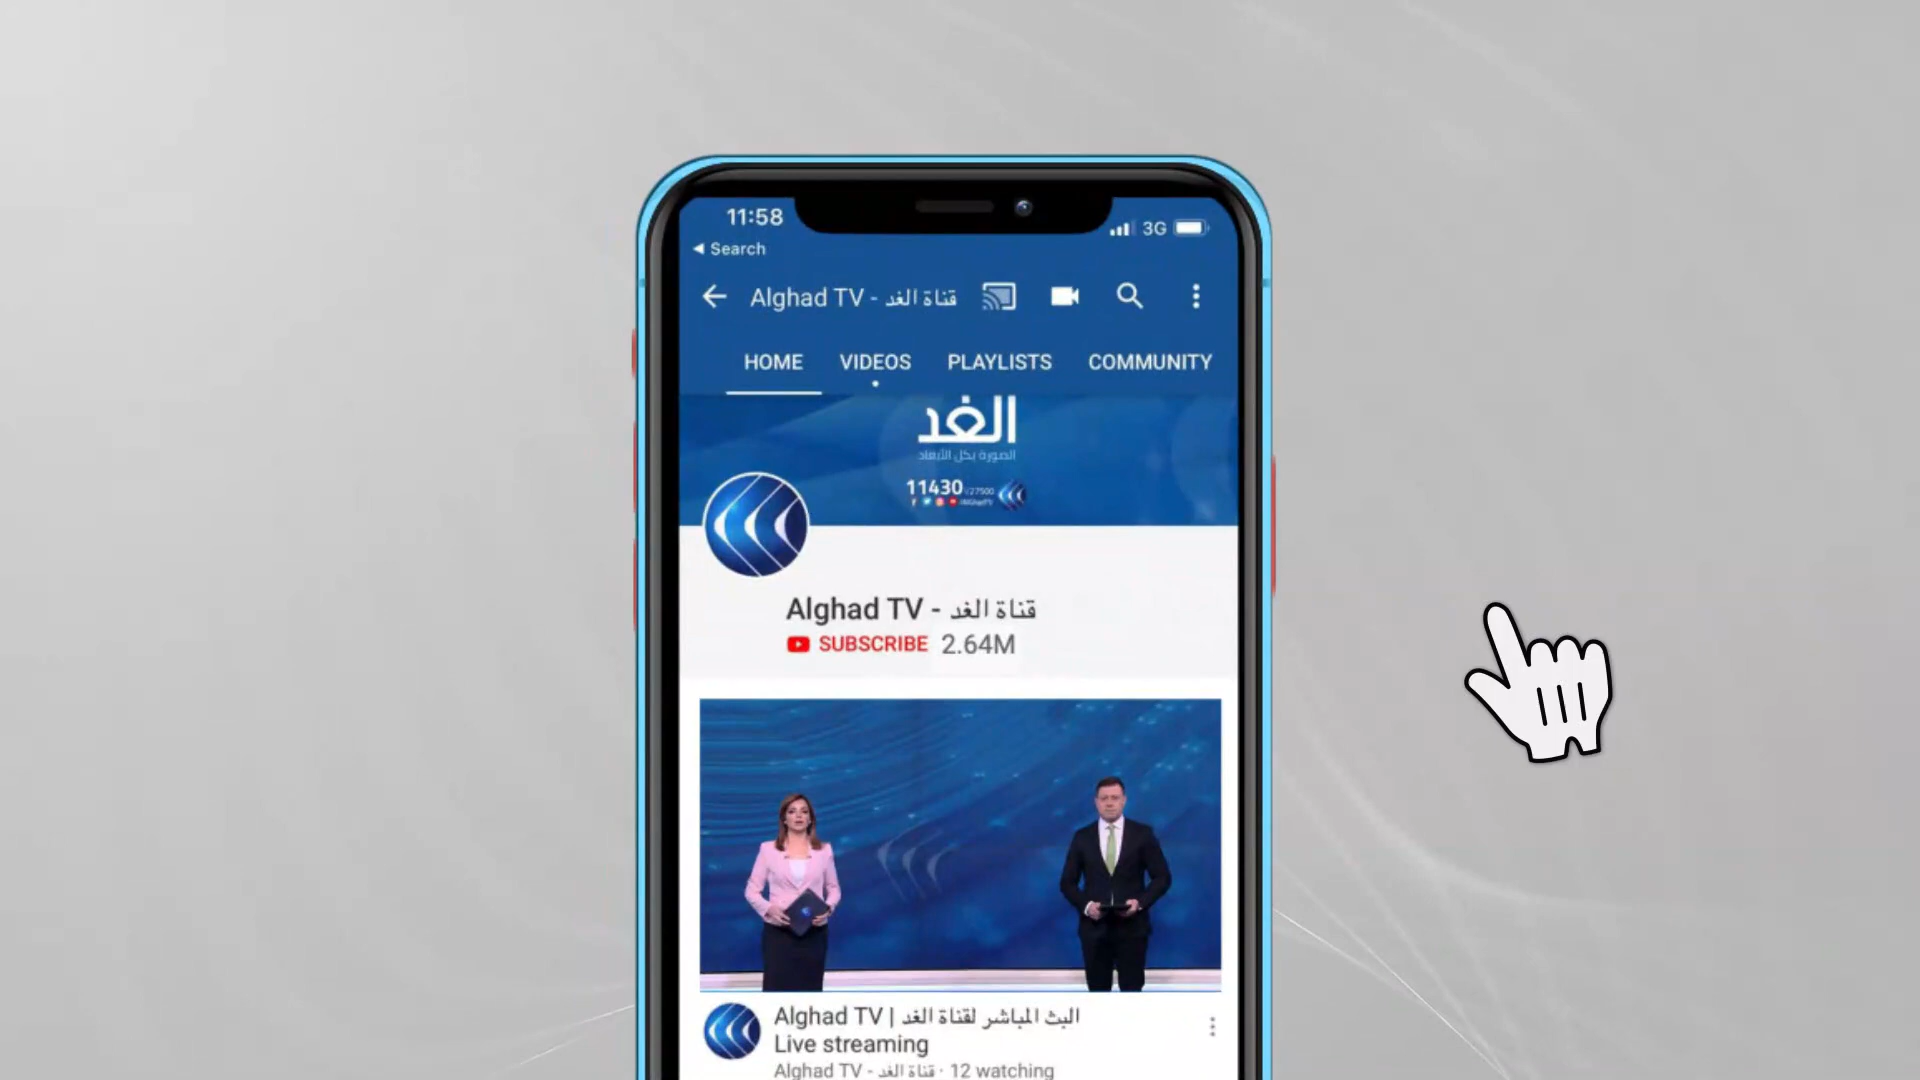 11:58
3G
◀ Search
Alghad TV - قناة الغد
HOME VIDEOS PLAYLISTS COMMUNITY
الغد
الصورة بكل الأبعاد
11430 27500
Alghad TV - قناة الغد
SUBSCRIBE 2.64M
Alghad TV | البث المباشر لقناة الغد
Live streaming
Alghad TV - قناة الغد · 12 watching